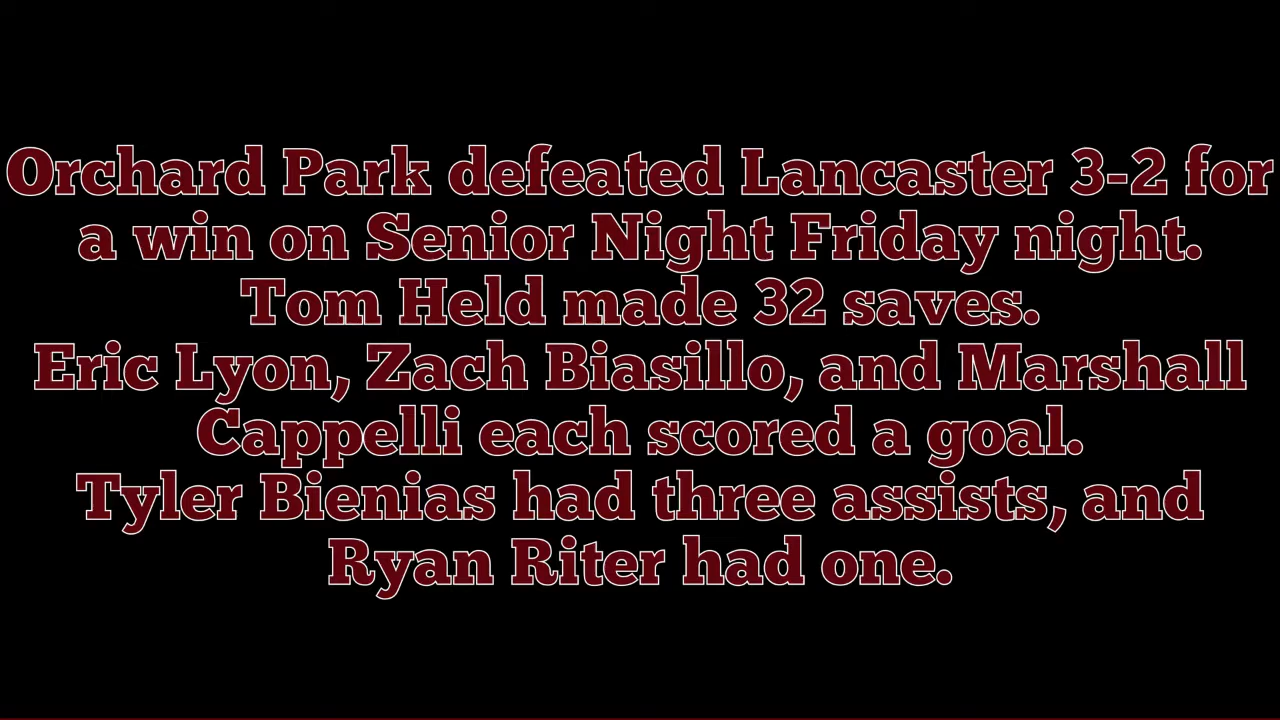 Orchard Park defeated Lancaster 3-2 for
a win on Senior Night Friday night.
Tom Held made 32 saves.
Eric Lyon, Zach Biasillo, and Marshall
Cappelli each scored a goal.
Tyler Bienias had three assists, and
Ryan Riter had one.